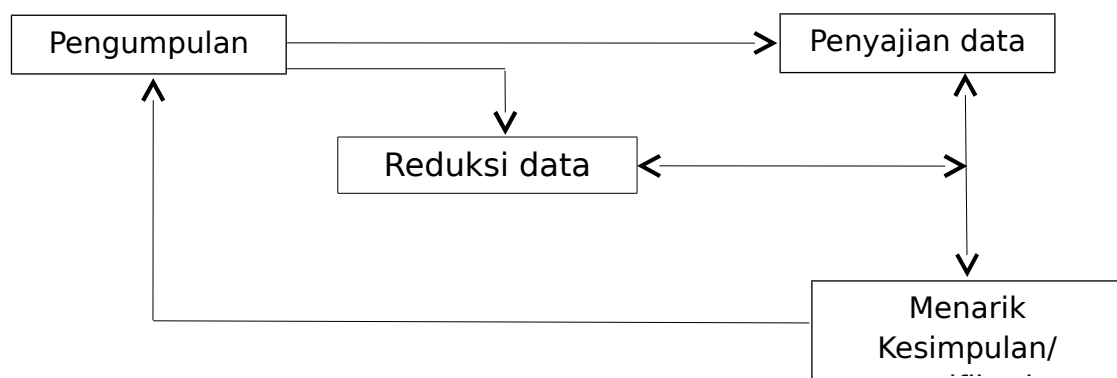 Pengumpulan
Penyajian data
Reduksi data
Menarik
Kesimpulan/